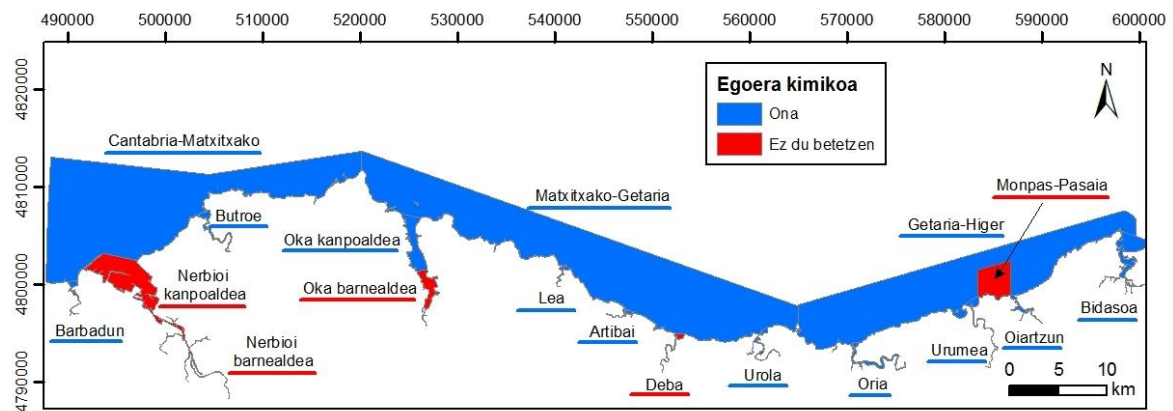 490000 500000 510000 520000 530000 540000 550000 560000 570000 580000 590000 600000
4820000
4810000
4800000
4790000
Egoera kimikoa
Ona
Ez du betetzen
N
Cantabria-Matxitxako
Matxitxako-Getaria
Monpas-Pasaia
Getaria-Higer
Butroe
Oka kanpoaldea
Oka barnealdea
Nerbioi
kanpoaldea
Barbadun
Nerbioi
barnealdea
Lea
Artibai
Deba
Urola
Oria
Urumea
Oiartzun
Bidasoa
0 5 10
km